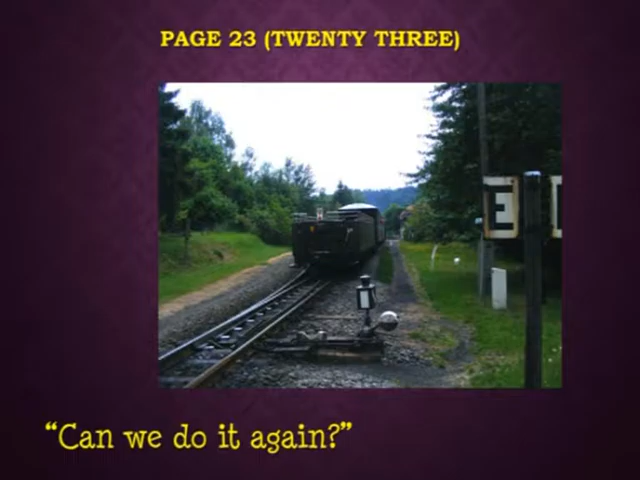 PAGE 23 (TWENTY THREE)
E
“Can we do it again?”